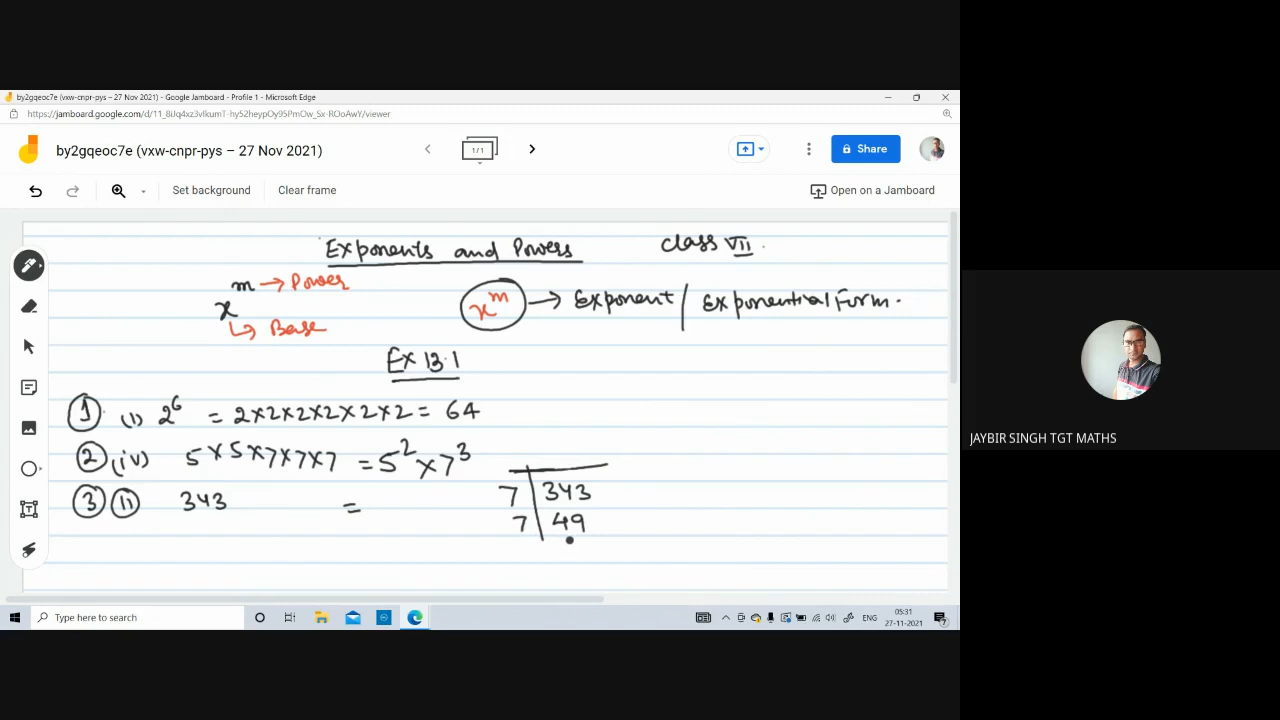 by2gqeoc7e (vxw-cnpr-pys – 27 Nov 2021) - Google Jamboard - Profile 1 - Microsoft Edge
by2gqeoc7e (vxw-cnpr-pys – 27 Nov 2021)
1/1
Share
Set background
Clear frame
Open on a Jamboard
Exponents and Powers class VII.
m → Power
x
↳ Base
x^m → Exponent / Exponential Form.
Ex 13.1
① (i) 2^6 = 2×2×2×2×2×2 = 64
② (iv) 5×5×7×7×7 = 5^2 × 7^3
③ (ii) 343 =
7 | 343
7 | 49
JAYBIR SINGH TGT MATHS
Type here to search
ENG
05:31
27-11-2021